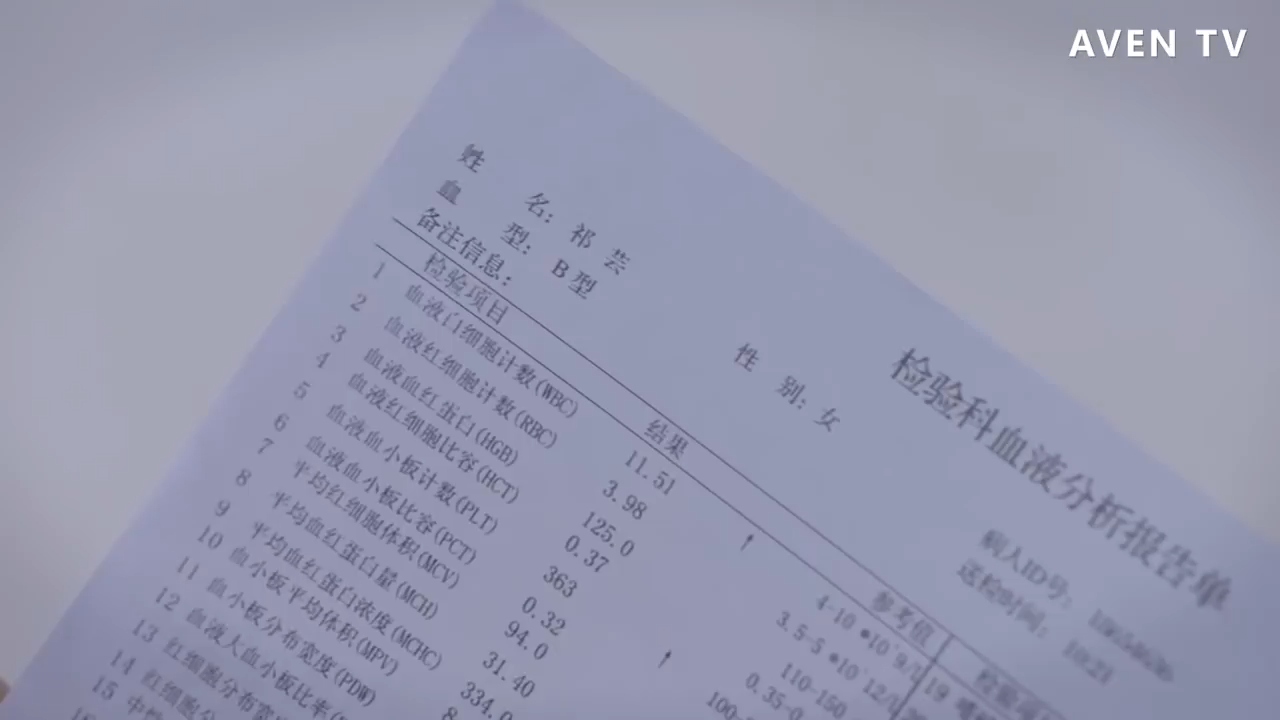 AVEN TV
检验科血液分析报告单
姓 名: 祁 芸
性 别: 女
病人ID号:
血 型: B型
送检时间: 10:21
备注信息:
检验项目 结果 参考值 检验
1 血液白细胞计数(WBC) 11.51 ↑ 4-10
2 血液红细胞计数(RBC) 3.98 3.5-5
3 血液血红蛋白(HGB) 125.0 110-150
4 血液红细胞比容(HCT) 0.37 0.35-0
5 血液血小板计数(PLT) 363 ↑ 100-
6 血液血小板比容(PCT) 0.32
7 平均红细胞体积(MCV) 94.0
8 平均血红蛋白量(MCH) 31.40
9 平均血红蛋白浓度(MCHC) 334.0
10 血小板平均体积(MPV) 8
11 血小板分布宽度(PDW)
12 血液大血小板比率
13 红细胞分布宽
14 红细胞分
15 中性